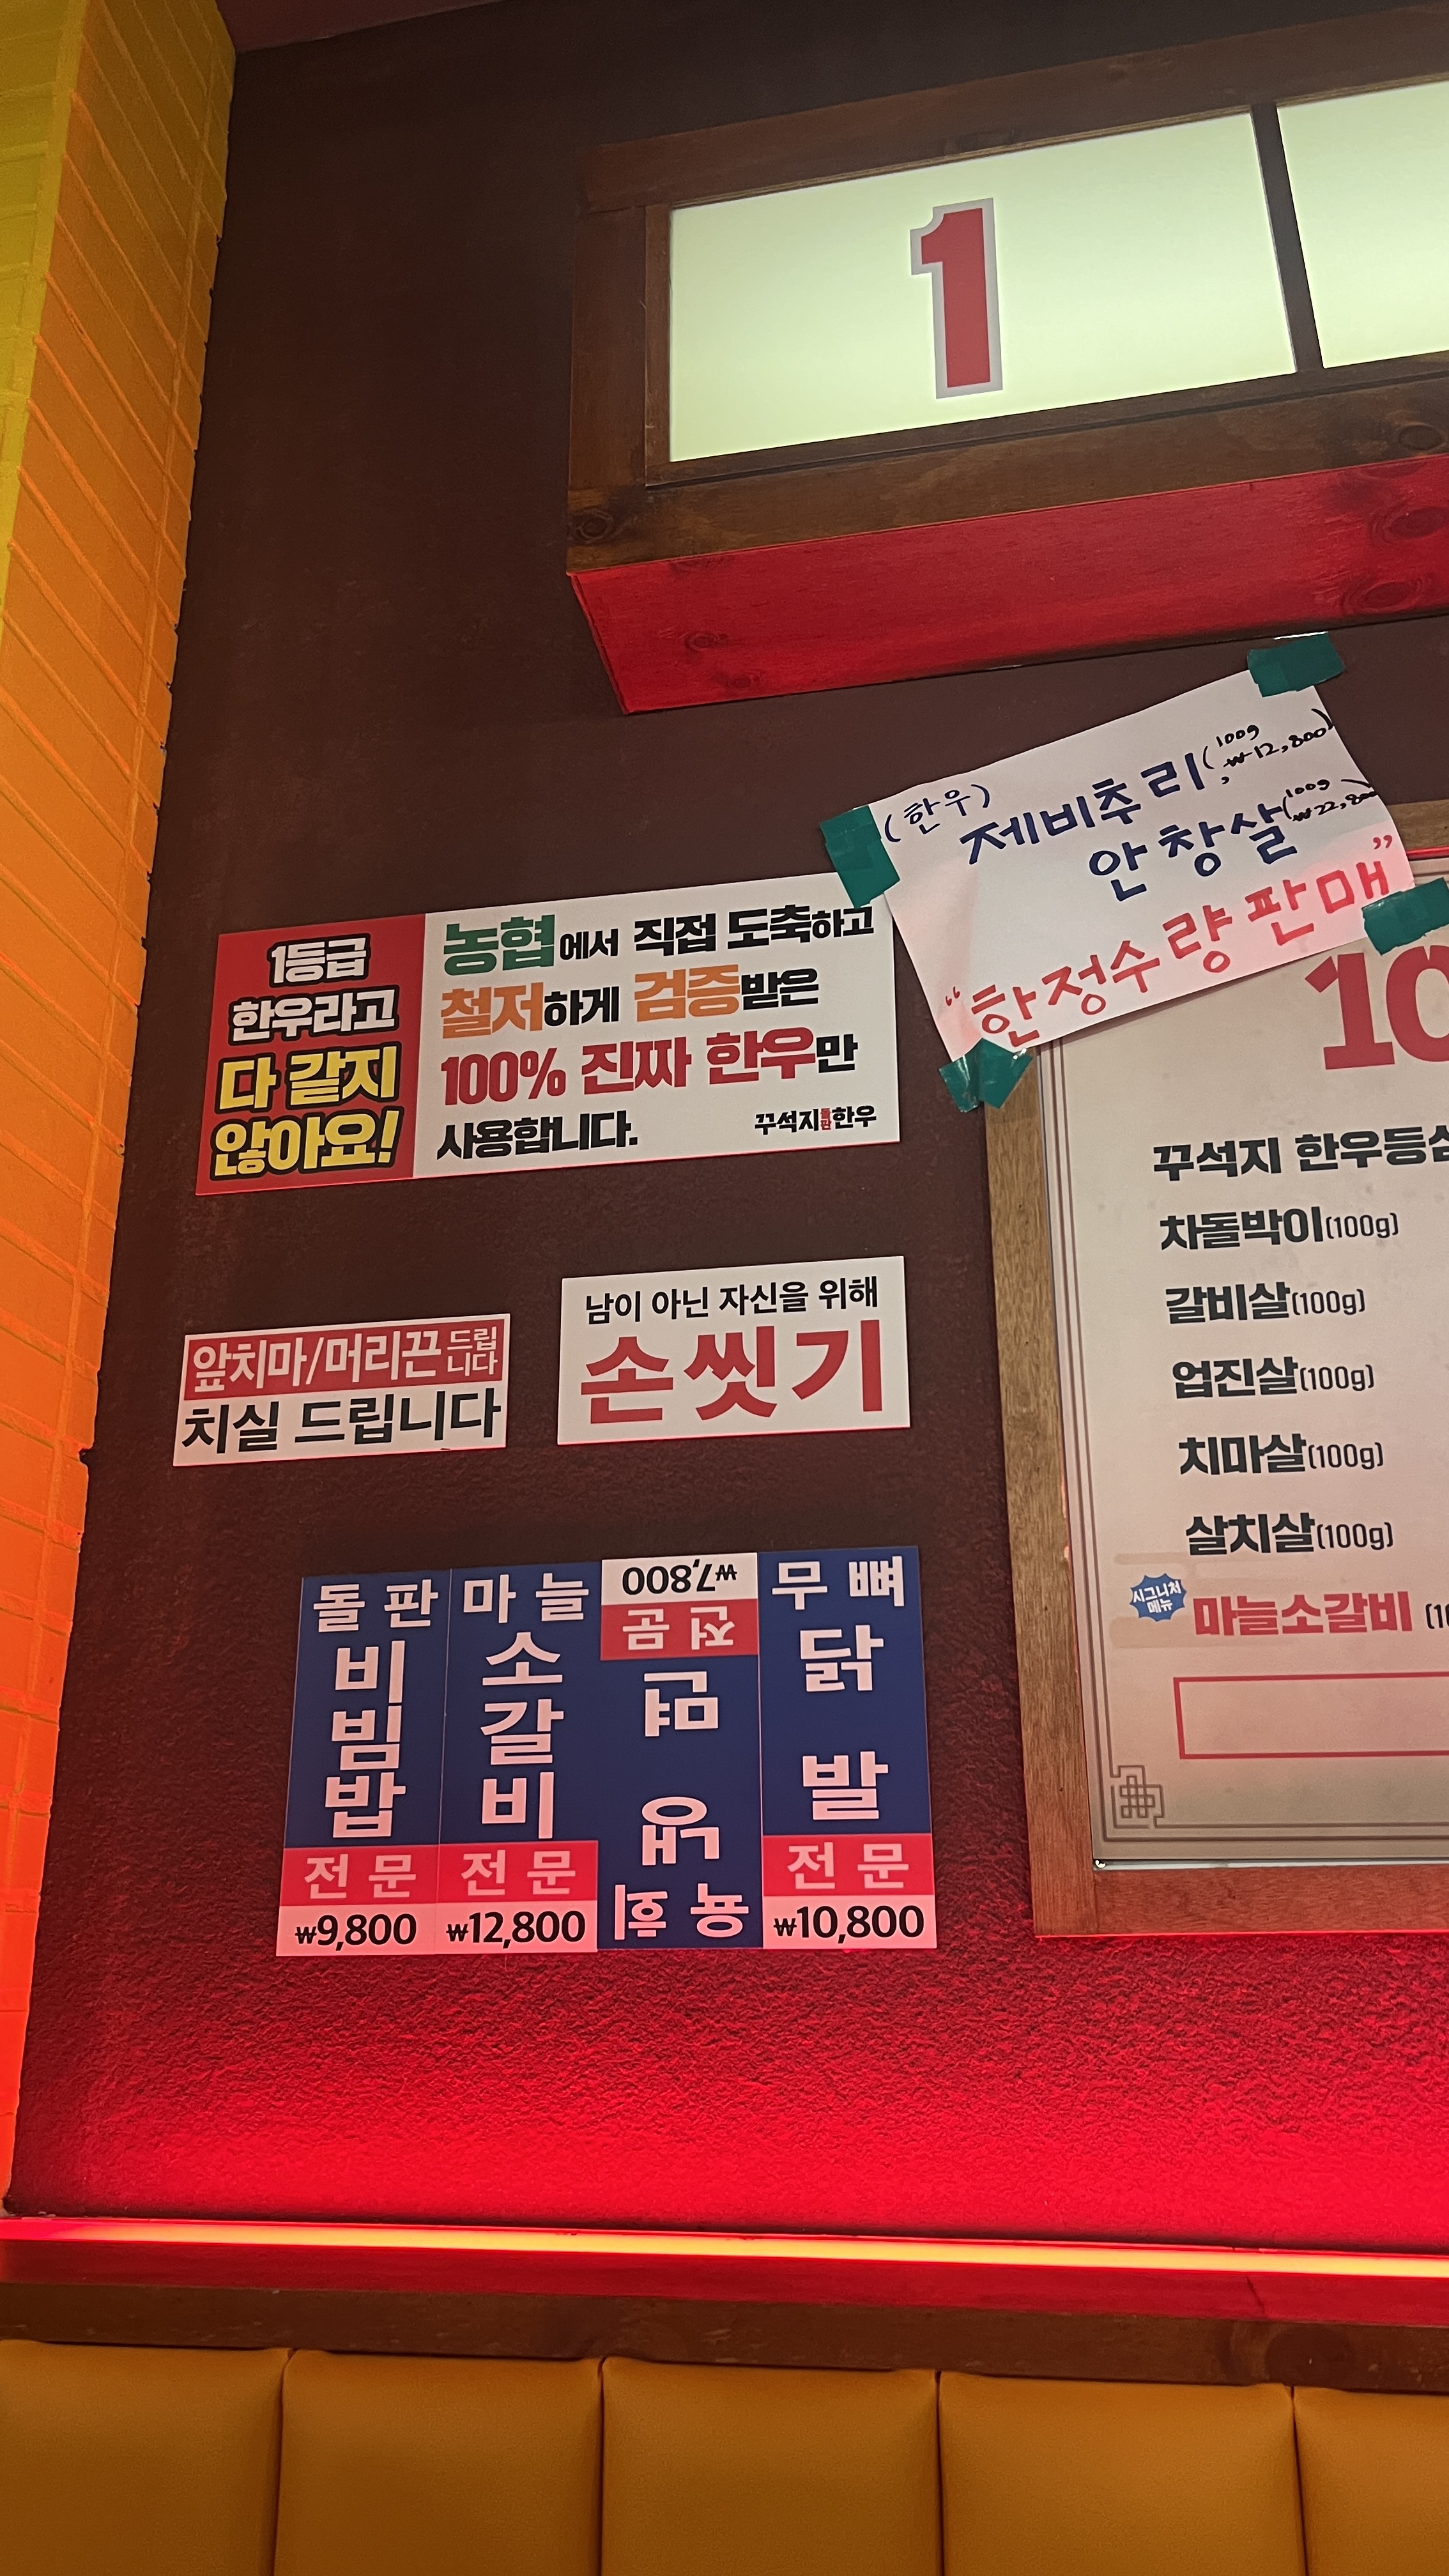 1
(한우)
제비추리(100g ₩12,800)
안창살(100g ₩22,800)
"한정수량 판매"
1등급
한우라고
다 같지
않아요!
농협에서 직접 도축하고
철저하게 검증받은
100% 진짜 한우만
사용합니다.
꾸석지돌판한우
앞치마/머리끈 드립니다
치실 드립니다
남이 아닌 자신을 위해
손씻기
돌판
비빔밥
전문
₩9,800
마늘
소갈비
전문
₩12,800
육회
냉면
전문
₩7,800
무뼈
닭발
전문
₩10,800
10
꾸석지 한우등심
차돌박이(100g)
갈비살(100g)
업진살(100g)
치마살(100g)
살치살(100g)
시그니처
메뉴
마늘소갈비